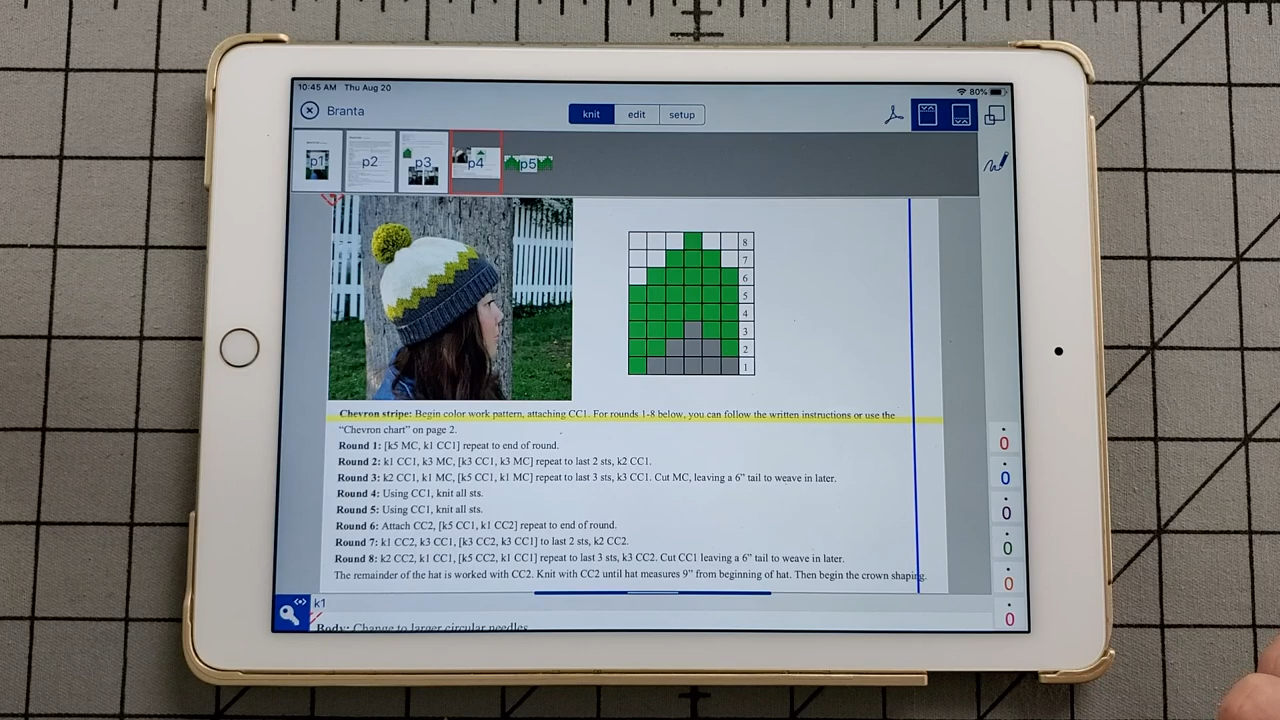 10:45 AM Thu Aug 20
80%
Branta
knit edit setup
p1 p2 p3 p4 p5
8
7
6
5
4
3
2
1
Chevron stripe: Begin color work pattern, attaching CC1. For rounds 1-8 below, you can follow the written instructions or use the
“Chevron chart” on page 2.
Round 1: [k5 MC, k1 CC1] repeat to end of round.
Round 2: k1 CC1, k3 MC, [k3 CC1, k3 MC] repeat to last 2 sts, k2 CC1.
Round 3: k2 CC1, k1 MC, [k5 CC1, k1 MC] repeat to last 3 sts, k3 CC1. Cut MC, leaving a 6” tail to weave in later.
Round 4: Using CC1, knit all sts.
Round 5: Using CC1, knit all sts.
Round 6: Attach CC2, [k5 CC1, k1 CC2] repeat to end of round.
Round 7: k1 CC2, k3 CC1, [k3 CC2, k3 CC1] to last 2 sts, k2 CC2.
Round 8: k2 CC2, k1 CC1, [k5 CC2, k1 CC1] repeat to last 3 sts, k3 CC2. Cut CC1 leaving a 6” tail to weave in later.
The remainder of the hat is worked with CC2. Knit with CC2 until hat measures 9” from beginning of hat. Then begin the crown shaping.
k1
Body: Change to larger circular needles
0
0
0
0
0
0